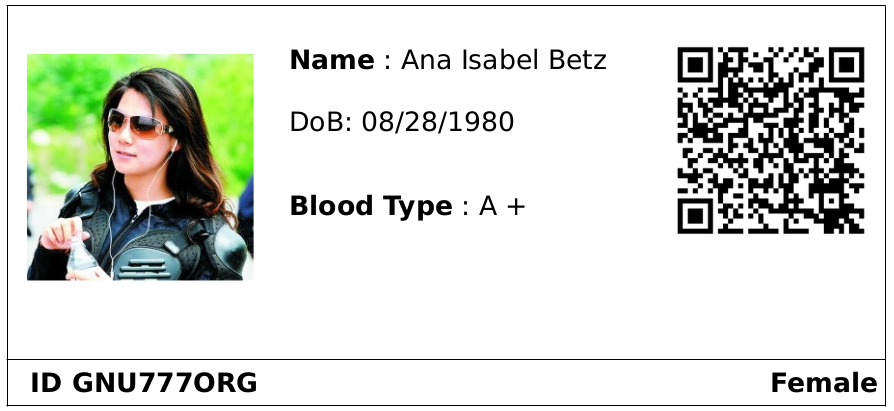 Name : Ana Isabel Betz
DoB: 08/28/1980
Blood Type : A +
ID GNU777ORG
Female